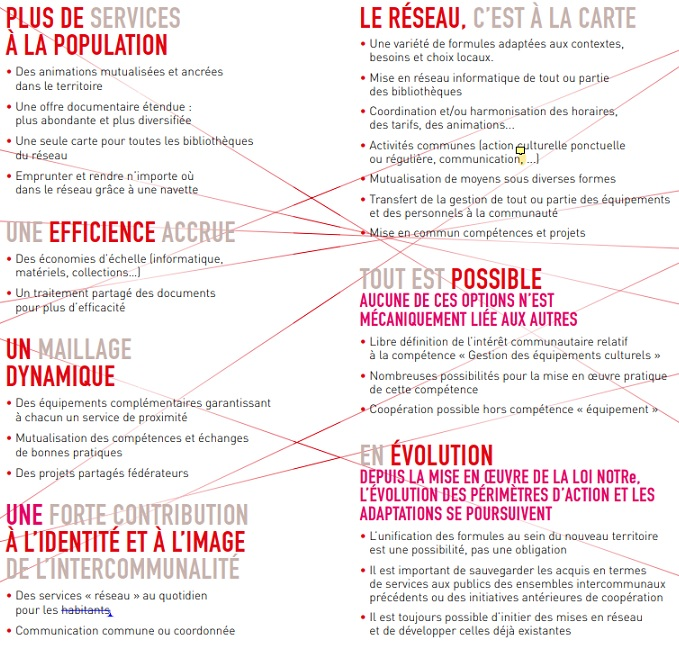 PLUS DE SERVICES
À LA POPULATION
• Des animations mutualisées et ancrées
dans le territoire
• Une offre documentaire étendue :
plus abondante et plus diversifiée
• Une seule carte pour toutes les bibliothèques
du réseau
• Emprunter et rendre n'importe où
dans le réseau grâce à une navette
UNE EFFICIENCE ACCRUE
• Des économies d'échelle (informatique,
matériels, collections...)
• Un traitement partagé des documents
pour plus d'efficacité
UN MAILLAGE
DYNAMIQUE
• Des équipements complémentaires garantissant
à chacun un service de proximité
• Mutualisation des compétences et échanges
de bonnes pratiques
• Des projets partagés fédérateurs
UNE FORTE CONTRIBUTION
À L'IDENTITÉ ET À L'IMAGE
DE L'INTERCOMMUNALITÉ
• Des services « réseau » au quotidien
pour les habitants
• Communication commune ou coordonnée
LE RÉSEAU, C'EST À LA CARTE
• Une variété de formules adaptées aux contextes,
besoins et choix locaux.
• Mise en réseau informatique de tout ou partie
des bibliothèques
• Coordination et/ou harmonisation des horaires,
des tarifs, des animations...
• Activités communes (action culturelle ponctuelle
ou régulière, communication, ...)
• Mutualisation de moyens sous diverses formes
• Transfert de la gestion de tout ou partie des équipements
et des personnels à la communauté
• Mise en commun compétences et projets
TOUT EST POSSIBLE
AUCUNE DE CES OPTIONS N'EST
MÉCANIQUEMENT LIÉE AUX AUTRES
• Libre définition de l'intérêt communautaire relatif
à la compétence « Gestion des équipements culturels »
• Nombreuses possibilités pour la mise en œuvre pratique
de cette compétence
• Coopération possible hors compétence « équipement »
EN ÉVOLUTION
DEPUIS LA MISE EN ŒUVRE DE LA LOI NOTRe,
L'ÉVOLUTION DES PÉRIMÈTRES D'ACTION ET LES
ADAPTATIONS SE POURSUIVENT
• L'unification des formules au sein du nouveau territoire
est une possibilité, pas une obligation
• Il est important de sauvegarder les acquis en termes
de services aux publics des ensembles intercommunaux
précédents ou des initiatives antérieures de coopération
• Il est toujours possible d'initier des mises en réseau
et de développer celles déjà existantes